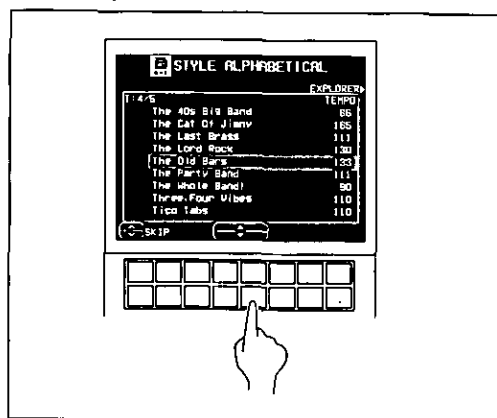 STYLE ALPHABETICAL
EXPLORER
T:4/5 TEMPO
The 40s Big Band 66
The Cat Of Jimmy 165
The Last Brass 111
The Lord Rock 130
The Old Bars 133
The Party Band 111
The Whole Band! 90
Three,Four Vibes 110
Tico Tabs 110
SKIP